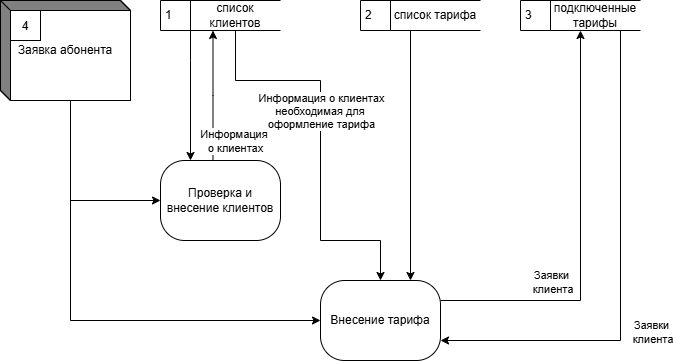 4
Заявка абонента
1
список
клиентов
2
список тарифа
3
подключенные
тарифы
Информация о клиентах
необходимая для
оформление тарифа
Информация
о клиентах
Проверка и
внесение клиентов
Заявки
клиента
Внесение тарифа
Заявки
клиента